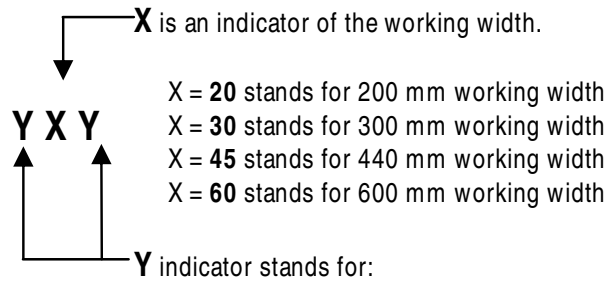 X is an indicator of the working width.
X = 20 stands for 200 mm working width
Y X Y
X = 30 stands for 300 mm working width
X = 45 stands for 440 mm working width
X = 60 stands for 600 mm working width
Y indicator stands for: